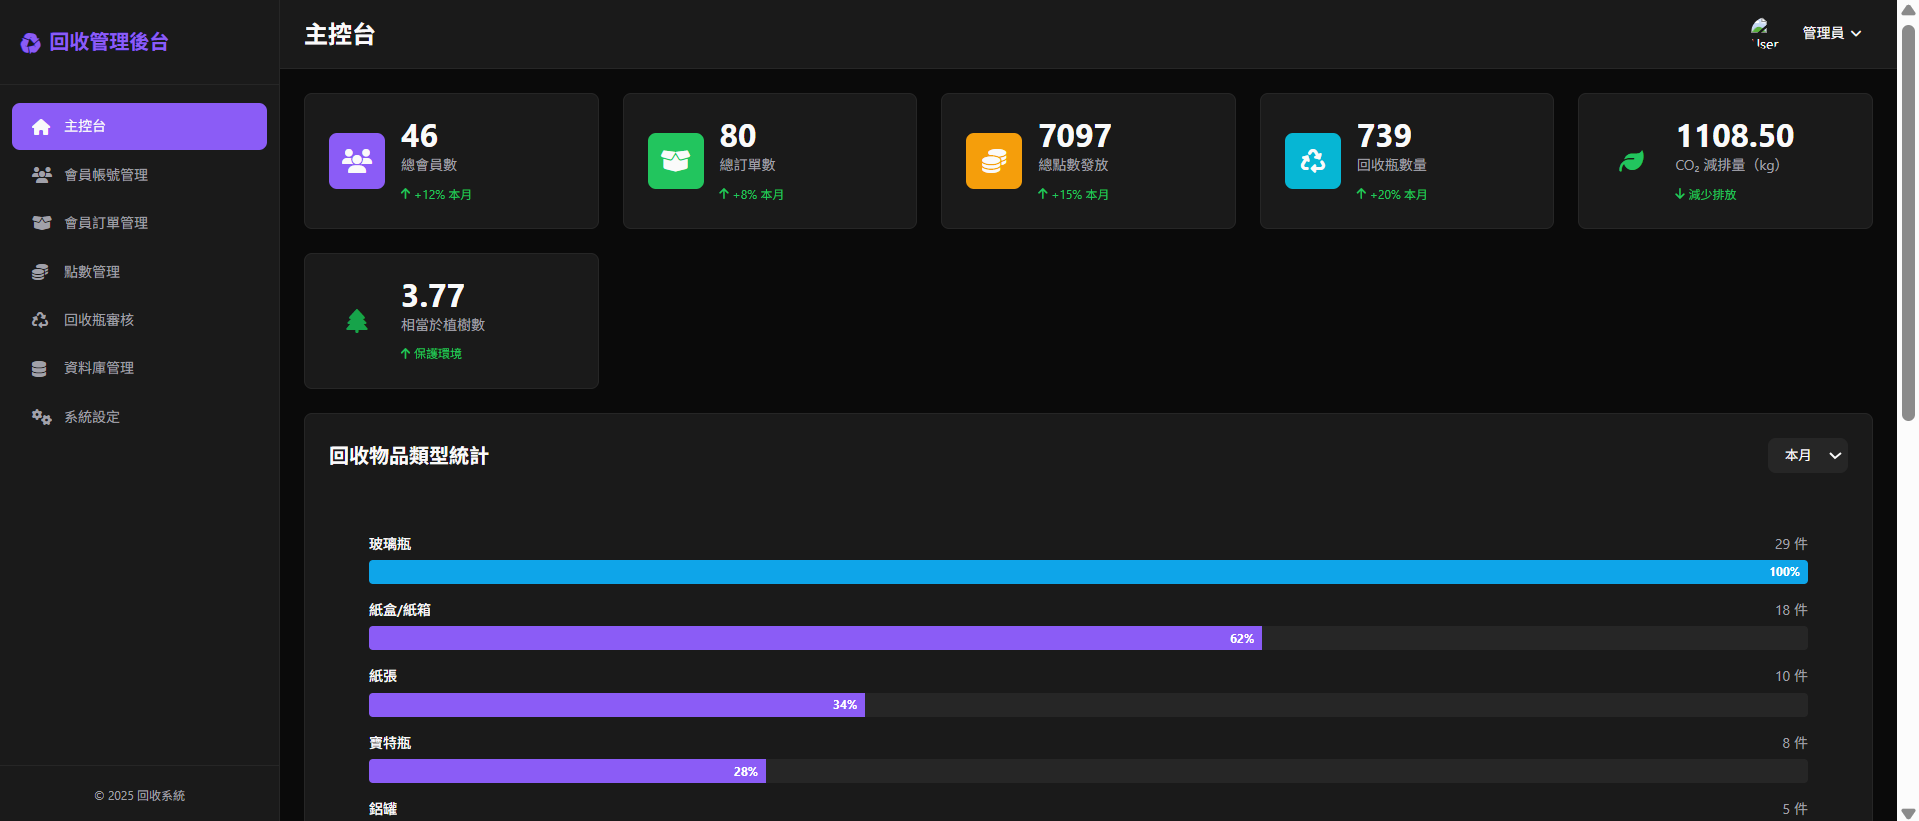 回收管理後台
主控台
會員帳號管理
會員訂單管理
點數管理
回收瓶審核
資料庫管理
系統設定
© 2025 回收系統
主控台
User
管理員
46
總會員數
+12% 本月
80
總訂單數
+8% 本月
7097
總點數發放
+15% 本月
739
回收瓶數量
+20% 本月
1108.50
CO₂ 減排量（kg）
減少排放
3.77
相當於植樹數
保護環境
回收物品類型統計
本月
玻璃瓶
29 件
100%
紙盒/紙箱
18 件
62%
紙張
10 件
34%
寶特瓶
8 件
28%
鋁罐
5 件